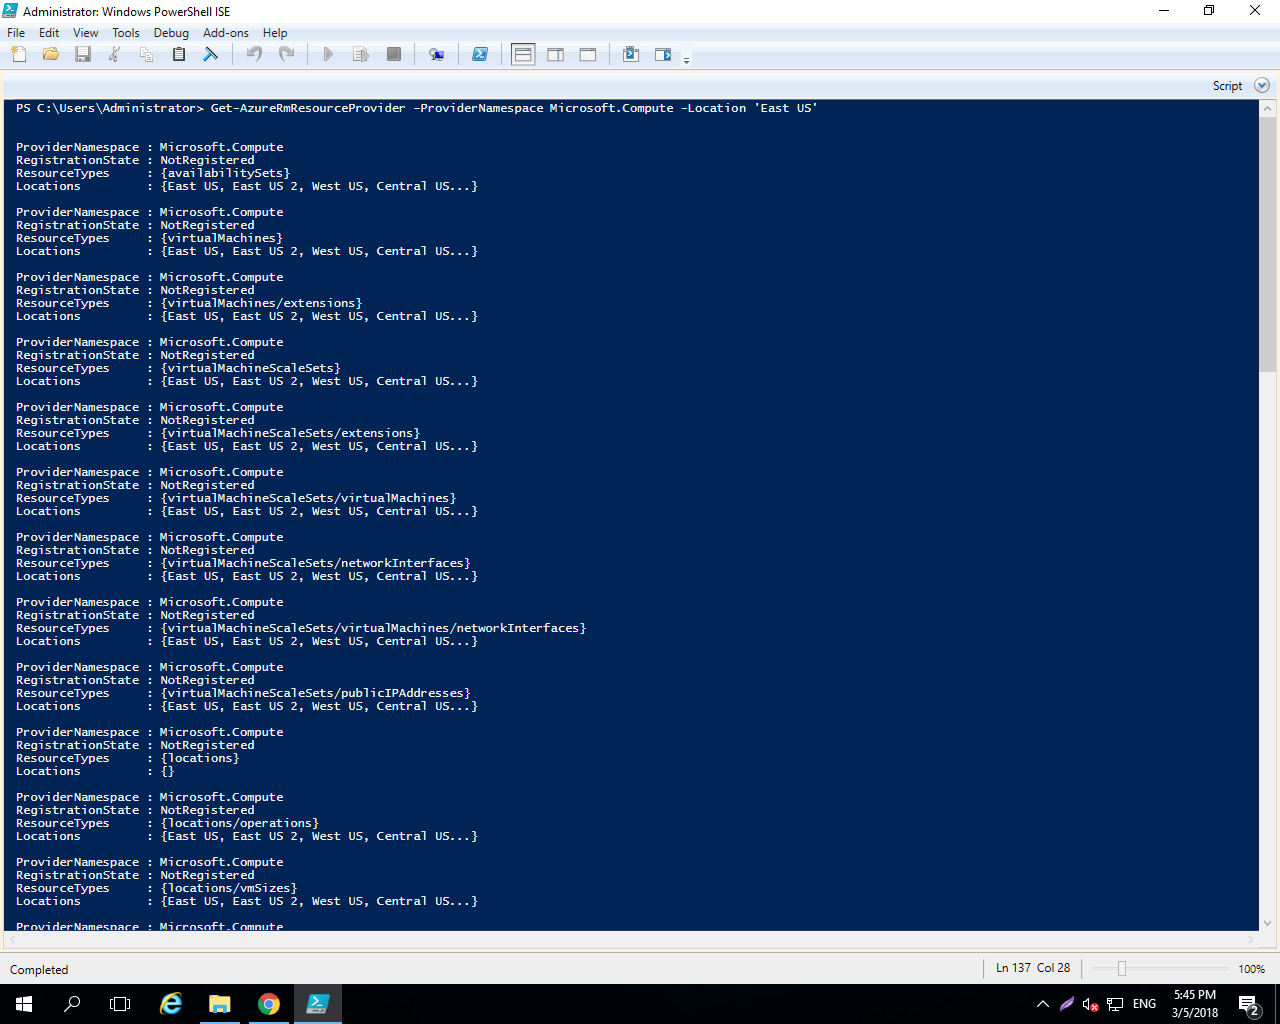 Administrator: Windows PowerShell ISE
File Edit View Tools Debug Add-ons Help
Script
PS C:\Users\Administrator> Get-AzureRmResourceProvider -ProviderNamespace Microsoft.Compute -Location 'East US'
ProviderNamespace : Microsoft.Compute
RegistrationState : NotRegistered
ResourceTypes : {availabilitySets}
Locations : {East US, East US 2, West US, Central US...}
ProviderNamespace : Microsoft.Compute
RegistrationState : NotRegistered
ResourceTypes : {virtualMachines}
Locations : {East US, East US 2, West US, Central US...}
ProviderNamespace : Microsoft.Compute
RegistrationState : NotRegistered
ResourceTypes : {virtualMachines/extensions}
Locations : {East US, East US 2, West US, Central US...}
ProviderNamespace : Microsoft.Compute
RegistrationState : NotRegistered
ResourceTypes : {virtualMachineScaleSets}
Locations : {East US, East US 2, West US, Central US...}
ProviderNamespace : Microsoft.Compute
RegistrationState : NotRegistered
ResourceTypes : {virtualMachineScaleSets/extensions}
Locations : {East US, East US 2, West US, Central US...}
ProviderNamespace : Microsoft.Compute
RegistrationState : NotRegistered
ResourceTypes : {virtualMachineScaleSets/virtualMachines}
Locations : {East US, East US 2, West US, Central US...}
ProviderNamespace : Microsoft.Compute
RegistrationState : NotRegistered
ResourceTypes : {virtualMachineScaleSets/networkInterfaces}
Locations : {East US, East US 2, West US, Central US...}
ProviderNamespace : Microsoft.Compute
RegistrationState : NotRegistered
ResourceTypes : {virtualMachineScaleSets/virtualMachines/networkInterfaces}
Locations : {East US, East US 2, West US, Central US...}
ProviderNamespace : Microsoft.Compute
RegistrationState : NotRegistered
ResourceTypes : {virtualMachineScaleSets/publicIPAddresses}
Locations : {East US, East US 2, West US, Central US...}
ProviderNamespace : Microsoft.Compute
RegistrationState : NotRegistered
ResourceTypes : {locations}
Locations : {}
ProviderNamespace : Microsoft.Compute
RegistrationState : NotRegistered
ResourceTypes : {locations/operations}
Locations : {East US, East US 2, West US, Central US...}
ProviderNamespace : Microsoft.Compute
RegistrationState : NotRegistered
ResourceTypes : {locations/vmSizes}
Locations : {East US, East US 2, West US, Central US...}
ProviderNamespace : Microsoft.Compute
Completed
Ln 137 Col 28
100%
ENG
5:45 PM
3/5/2018
2